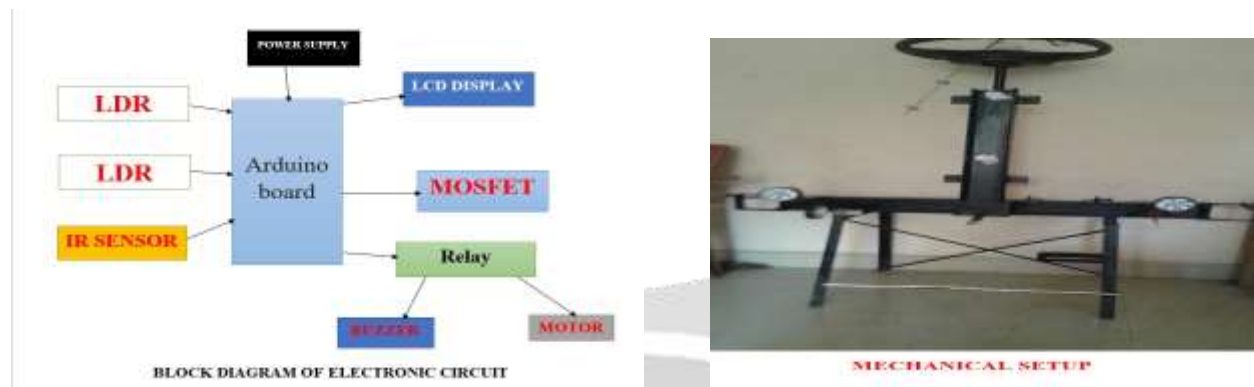 POWER SUPPLY
LDR
LCD DISPLAY
LDR
Arduino
board
MOSFET
IR SENSOR
Relay
BUZZER
MOTOR
BLOCK DIAGRAM OF ELECTRONIC CIRCUIT
MECHANICAL SETUP